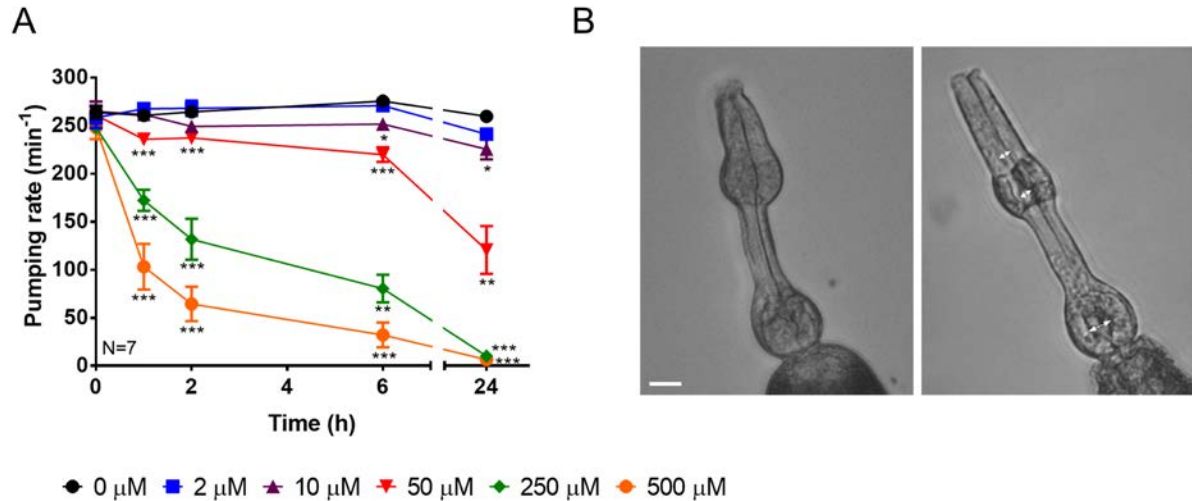 A
B
Pumping rate (min-1)
300
250
200
150
100
50
0
***
***
*
***
*
***
***
**
**
***
***
***
***
***
N=7
0
2
4
6
24
Time (h)
0 μM
2 μM
10 μM
50 μM
250 μM
500 μM